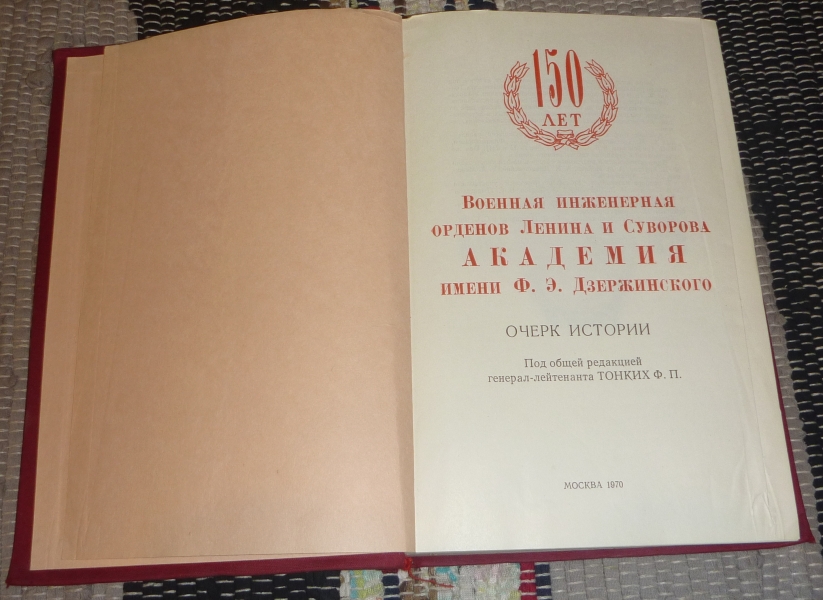 150
ЛЕТ
ВОЕННАЯ ИНЖЕНЕРНАЯ
ОРДЕНОВ ЛЕНИНА И СУВОРОВА
АКАДЕМИЯ
ИМЕНИ Ф. Э. ДЗЕРЖИНСКОГО
ОЧЕРК ИСТОРИИ
Под общей редакцией
генерал-лейтенанта ТОНКИХ Ф. П.
МОСКВА 1970